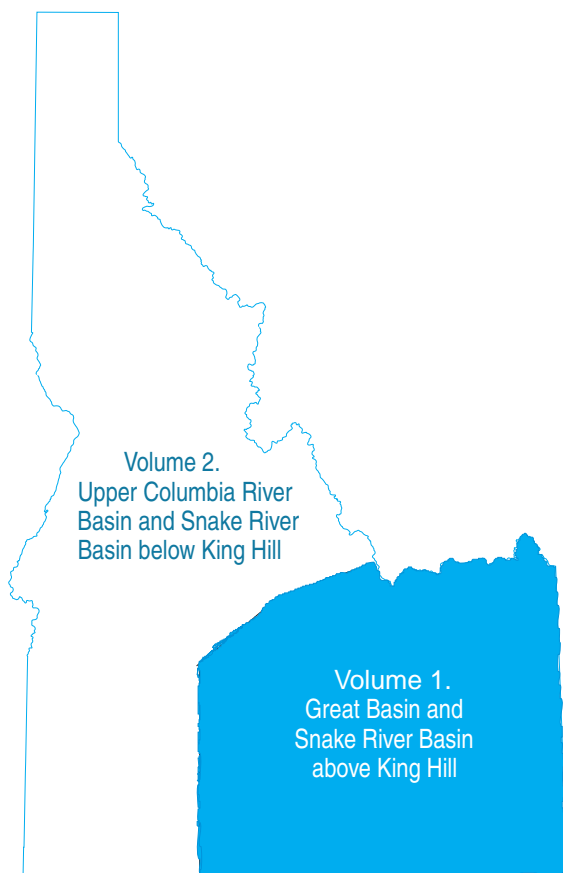 Volume 2.
Upper Columbia River
Basin and Snake River
Basin below King Hill
Volume 1.
Great Basin and
Snake River Basin
above King Hill